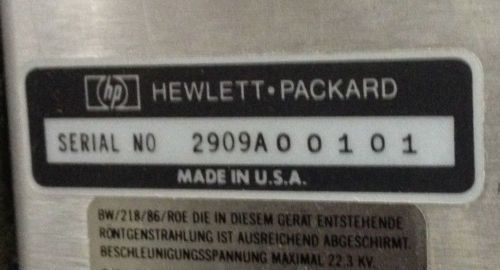 hp HEWLETT•PACKARD
SERIAL NO 2909A00101
MADE IN U.S.A.
BW/218/86/ROE DIE IN DIESEM GERÄT ENTSTEHENDE
RÖNTGENSTRAHLUNG IST AUSREICHEND ABGESCHIRMT.
BESCHLEUNIGUNGSSPANNUNG MAXIMAL 22.3 KV.